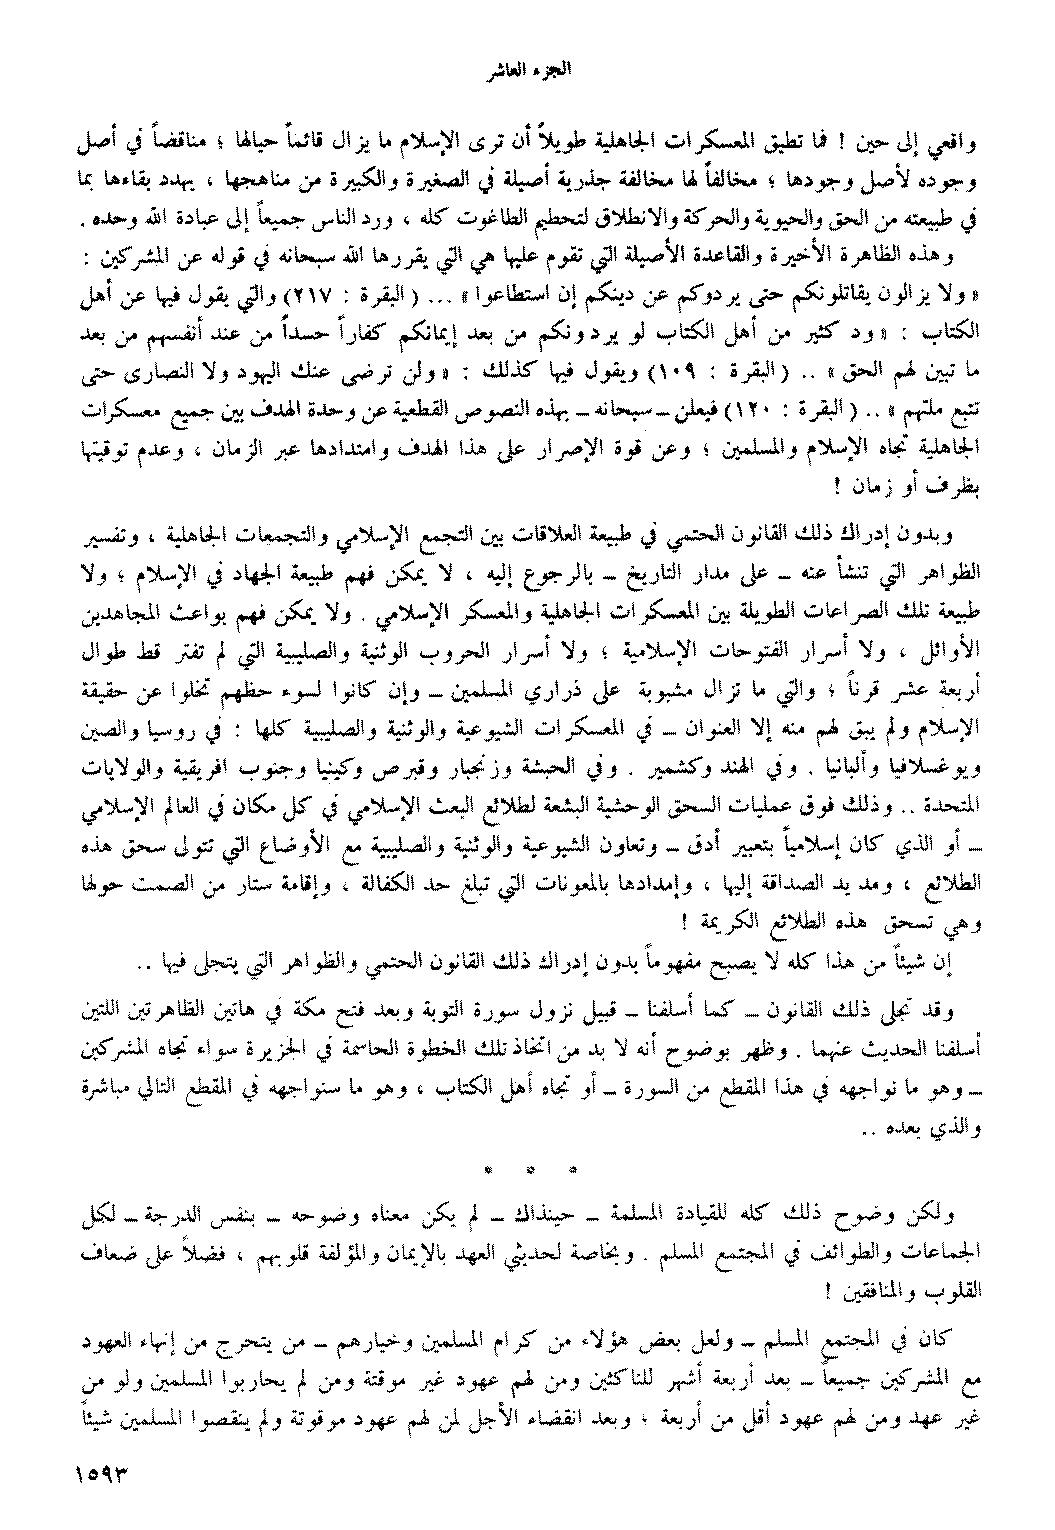 الجزء العاشر
واقعي إلى حين ! فما تطيق المعسكرات الجاهلية طويلاً أن ترى الإسلام ما يزال قائماً حيالها ؛ مناقضاً في أصل
وجوده لأصل وجودها ؛ مخالفاً لها مخالفة جذرية أصيلة في الصغيرة والكبيرة من مناهجها ، يهدد بقاءها بما
في طبيعته من الحق والحيوية والحركة والانطلاق لتحطيم الطاغوت كله ، ورد الناس جميعاً إلى عبادة الله وحده .
وهذه الظاهرة الأخيرة والقاعدة الأصيلة التي تقوم عليها هي التي يقررها الله سبحانه في قوله عن المشركين :
« ولا يزالون يقاتلونكم حتى يردوكم عن دينكم إن استطاعوا » ... ( البقرة : ٢١٧) والتي يقول فيها عن أهل
الكتاب : « ود كثير من أهل الكتاب لو يردونكم من بعد إيمانكم كفاراً حسداً من عند أنفسهم من بعد
ما تبين لهم الحق » .. ( البقرة : ١٠٩) ويقول فيها كذلك : « ولن ترضى عنك اليهود ولا النصارى حتى
تتبع ملتهم » .. ( البقرة : ١٢٠) فيعلن – سبحانه – بهذه النصوص القطعية عن وحدة الهدف بين جميع معسكرات
الجاهلية تجاه الإسلام والمسلمين ؛ وعن قوة الإصرار على هذا الهدف وامتدادها عبر الزمان ، وعدم توقيتها
بظرف أو زمان !
وبدون إدراك ذلك القانون الحتمي في طبيعة العلاقات بين التجمع الإسلامي والتجمعات الجاهلية ، وتفسير
الظواهر التي تنشأ عنه – على مدار التاريخ – بالرجوع إليه ، لا يمكن فهم طبيعة الجهاد في الإسلام ؛ ولا
طبيعة تلك الصراعات الطويلة بين المعسكرات الجاهلية والمعسكر الإسلامي . ولا يمكن فهم بواعث المجاهدين
الأوائل ، ولا أسرار الفتوحات الإسلامية ؛ ولا أسرار الحروب الوثنية والصليبية التي لم تفتر قط طوال
أربعة عشر قرناً ؛ والتي ما تزال مشبوبة على ذراري المسلمين – وإن كانوا لسوء حظهم تخلوا عن حقيقة
الإسلام ولم يبق لهم منه إلا العنوان – في المعسكرات الشيوعية والوثنية والصليبية كلها : في روسيا والصين
ويوغسلافيا وألبانيا . وفي الهند وكشمير . وفي الحبشة وزنجبار وقبرص وكينيا وجنوب افريقية والولايات
المتحدة .. وذلك فوق عمليات السحق الوحشية البشعة لطلائع البعث الإسلامي في كل مكان في العالم الإسلامي
– أو الذي كان إسلامياً بتعبير أدق – وتعاون الشيوعية والوثنية والصليبية مع الأوضاع التي تتولى سحق هذه
الطلائع ، ومد يد الصداقة إليها ، وإمدادها بالمعونات التي تبلغ حد الكفالة ، وإقامة ستار من الصمت حولها
وهي تسحق هذه الطلائع الكريمة !
إن شيئاً من هذا كله لا يصبح مفهوماً بدون إدراك ذلك القانون الحتمي والظواهر التي يتجلى فيها ..
وقد تجلى ذلك القانون – كما أسلفنا – قبيل نزول سورة التوبة وبعد فتح مكة في هاتين الظاهرتين اللتين
أسلفنا الحديث عنهما . وظهر بوضوح أنه لا بد من اتخاذ تلك الخطوة الحاسمة في الجزيرة سواء تجاه المشركين
– وهو ما نواجهه في هذا المقطع من السورة – أو تجاه أهل الكتاب ، وهو ما سنواجهه في المقطع التالي مباشرة
والذي بعده ..
* * *
ولكن وضوح ذلك كله للقيادة المسلمة – حينذاك – لم يكن معناه وضوحه – بنفس الدرجة – لكل
الجماعات والطوائف في المجتمع المسلم . وبخاصة لحديثي العهد بالإيمان والمؤلفة قلوبهم ، فضلاً على ضعاف
القلوب والمنافقين !
كان في المجتمع المسلم – ولعل بعض هؤلاء من كرام المسلمين وخيارهم – من يتحرج من إنهاء العهود
مع المشركين جميعاً – بعد أربعة أشهر للناكثين ومن لهم عهود غير موقتة ومن لم يحاربوا المسلمين ولو من
غير عهد ومن لهم عهود أقل من أربعة ؛ وبعد انقضاء الأجل لمن لهم عهود موقوتة ولم ينقصوا المسلمين شيئاً
١٥٩٣